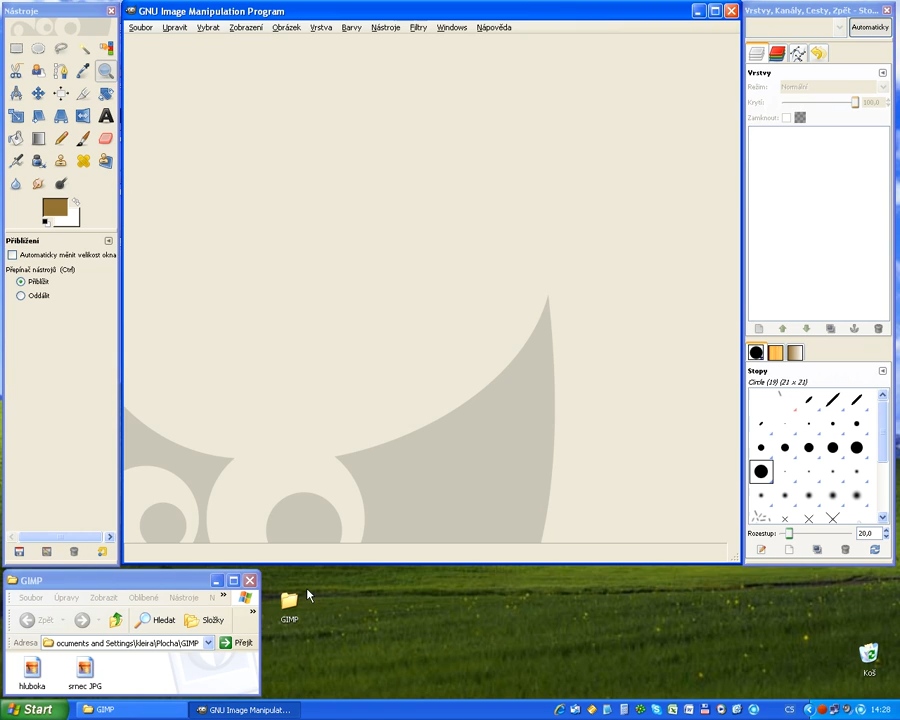 Nástroje
GNU Image Manipulation Program
Vrstvy, Kanály, Cesty, Zpět - Sto...
Soubor Upravit Vybrat Zobrazení Obrázek Vrstva Barvy Nástroje Filtry Windows Nápověda
Automaticky
Vrstvy
Režim: Normální
Krytí: 100,0
Zamknout:
Přiblížení
Automaticky měnit velikost okna
Přepínač nástrojů (Ctrl)
Přiblížit
Oddálit
Stopy
Circle (19) (21 x 21)
Rozestup: 20,0
GIMP
Soubor Úpravy Zobrazit Oblíbené Nástroje N »
Zpět Hledat Složky »
Adresa ocuments and Settings\kleira\Plocha\GIMP Přejít
hluboka srnec JPG
GIMP
Koš
Start GIMP GNU Image Manipulat... CS 14:28